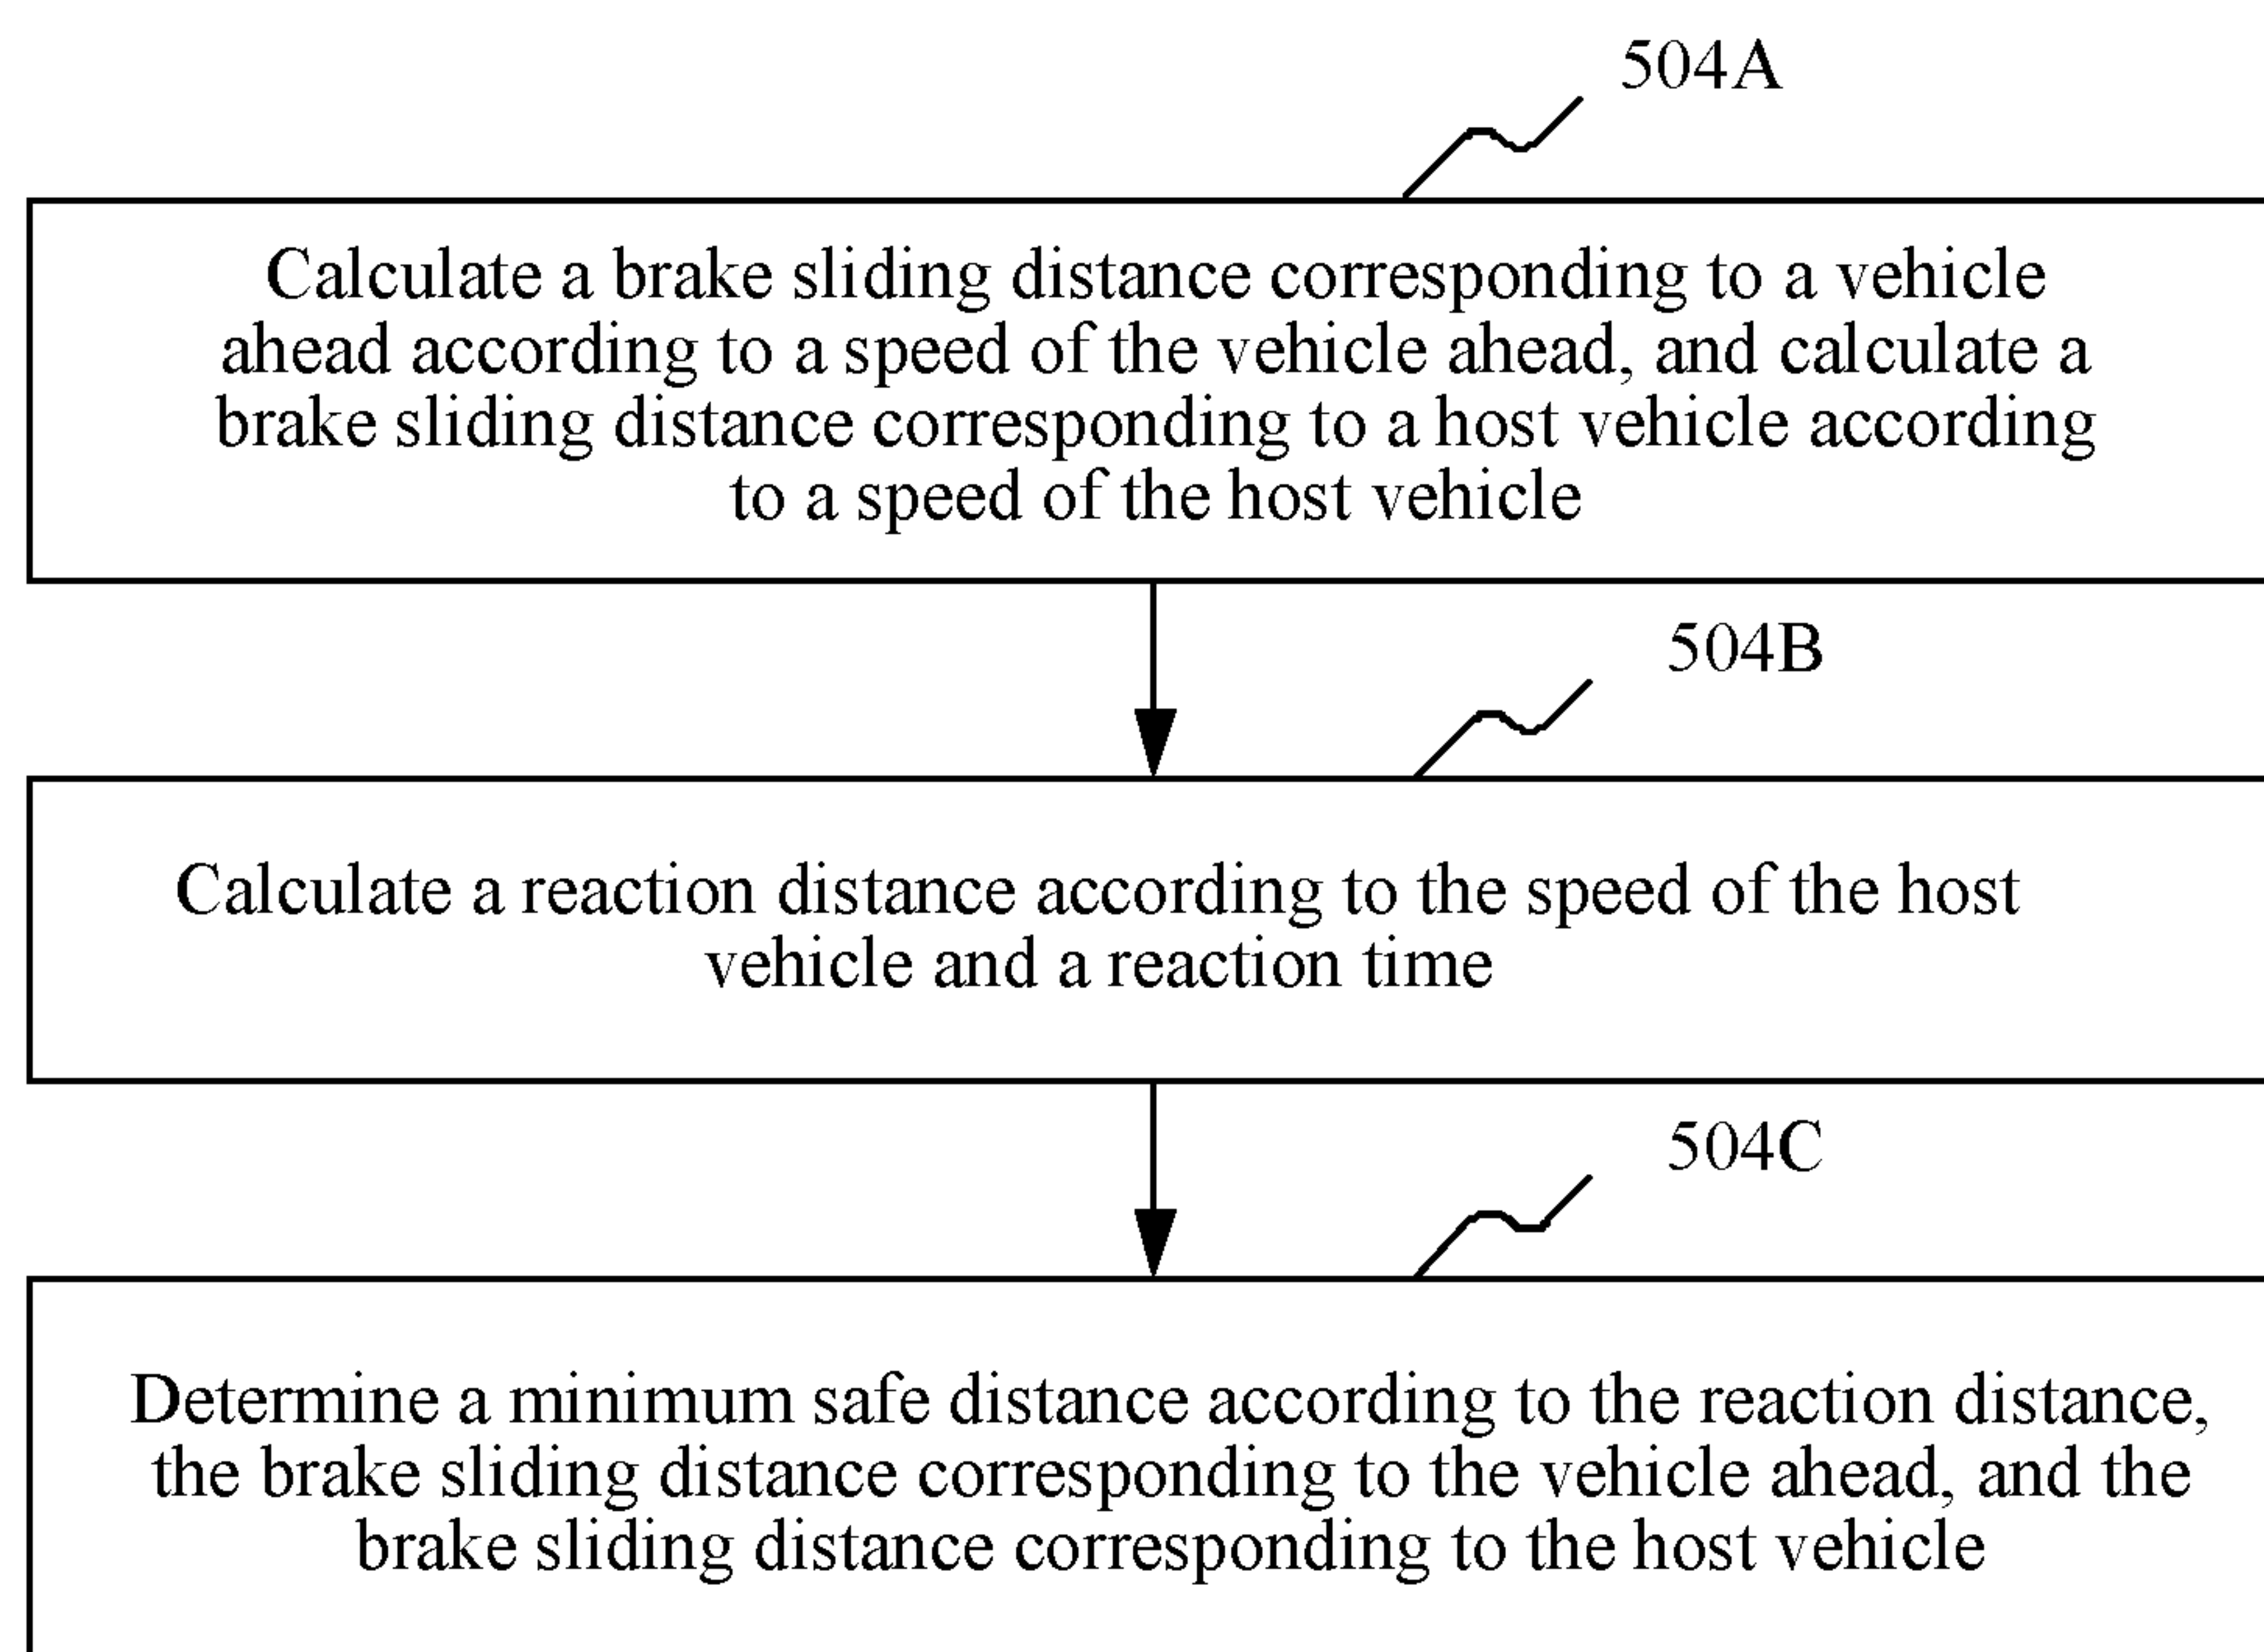 504A
Calculate a brake sliding distance corresponding to a vehicle
ahead according to a speed of the vehicle ahead, and calculate a
brake sliding distance corresponding to a host vehicle according
to a speed of the host vehicle
504B
Calculate a reaction distance according to the speed of the host
vehicle and a reaction time
504C
Determine a minimum safe distance according to the reaction distance,
the brake sliding distance corresponding to the vehicle ahead, and the
brake sliding distance corresponding to the host vehicle